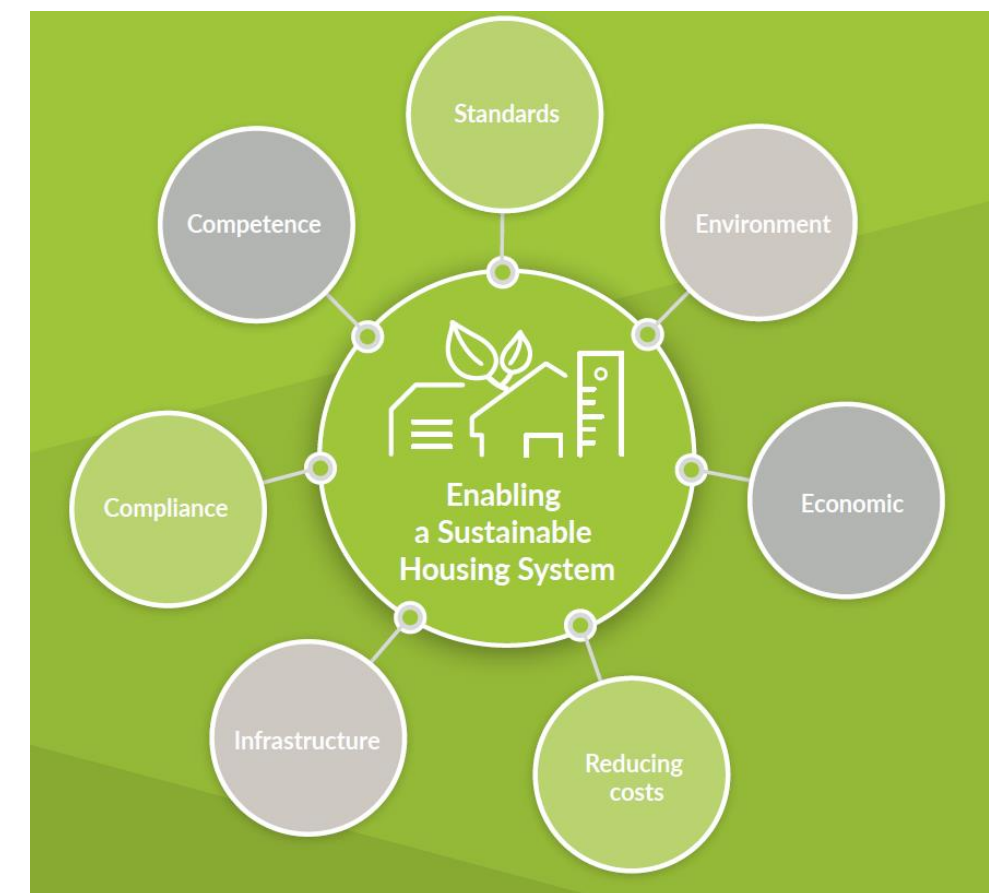 Standards
Environment
Competence
Economic
Enabling
a Sustainable
Housing System
Compliance
Infrastructure
Reducing
costs